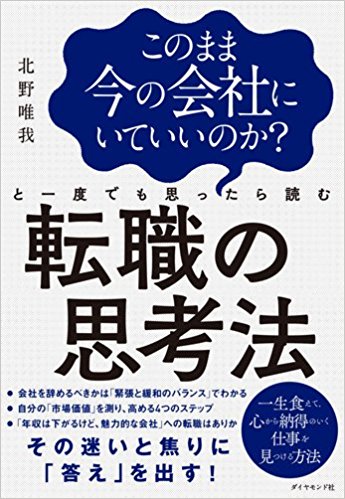 このまま
今の会社に
いていいのか?
北野唯我
と一度でも思ったら読む
転職の
思考法
● 会社を辞めるべきかは「緊張と緩和のバランス」でわかる
● 自分の「市場価値」を測り、高める4つのステップ
● 「年収は下がるけど、魅力的な会社」への転職はありか
その迷いと焦りに
「答え」を出す!
一生食えて、
心から納得のいく
仕事を
見つける方法
ダイヤモンド社